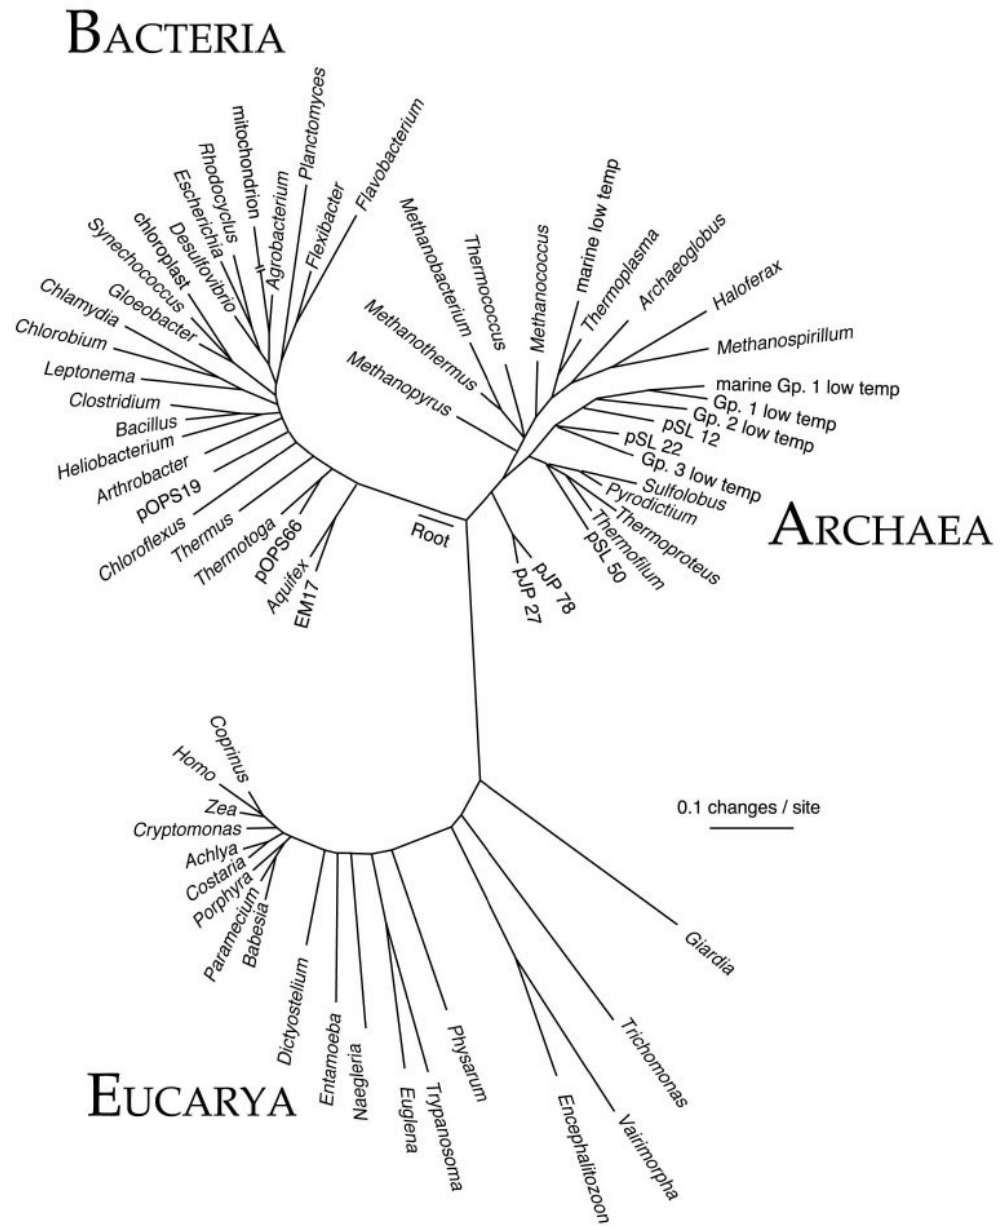 BACTERIA
Planctomyces
mitochondrion
Flavobacterium
Rhodocyclus
Escherichia
Agrobacterium
Flexibacter
Desulfovibrio
chloroplast
Synechococcus
Gloeobacter
Chlamydia
Chlorobium
Leptonema
Clostridium
Bacillus
Heliobacterium
Arthrobacter
pOPS19
Chloroflexus
Thermus
Thermotoga
pOPS66
Aquifex
EM17
Root
Methanopyrus
Methanothermus
Methanobacterium
Thermococcus
Methanococcus
marine low temp
Thermoplasma
Archaeoglobus
Haloferax
Methanospirillum
marine Gp. 1 low temp
Gp. 1 low temp
Gp. 2 low temp
pSL 12
pSL 22
Gp. 3 low temp
Sulfolobus
Pyrodictium
Thermoproteus
Thermofilum
pSL 50
pJP 78
pJP 27
ARCHAEA
Coprinus
Homo
Zea
Cryptomonas
Achlya
Costaria
Porphyra
Paramecium
Babesia
Dictyostelium
Entamoeba
Naegleria
Euglena
Trypanosoma
Physarum
Encephalitozoon
Vairimorpha
Trichomonas
Giardia
0.1 changes / site
EUCARYA